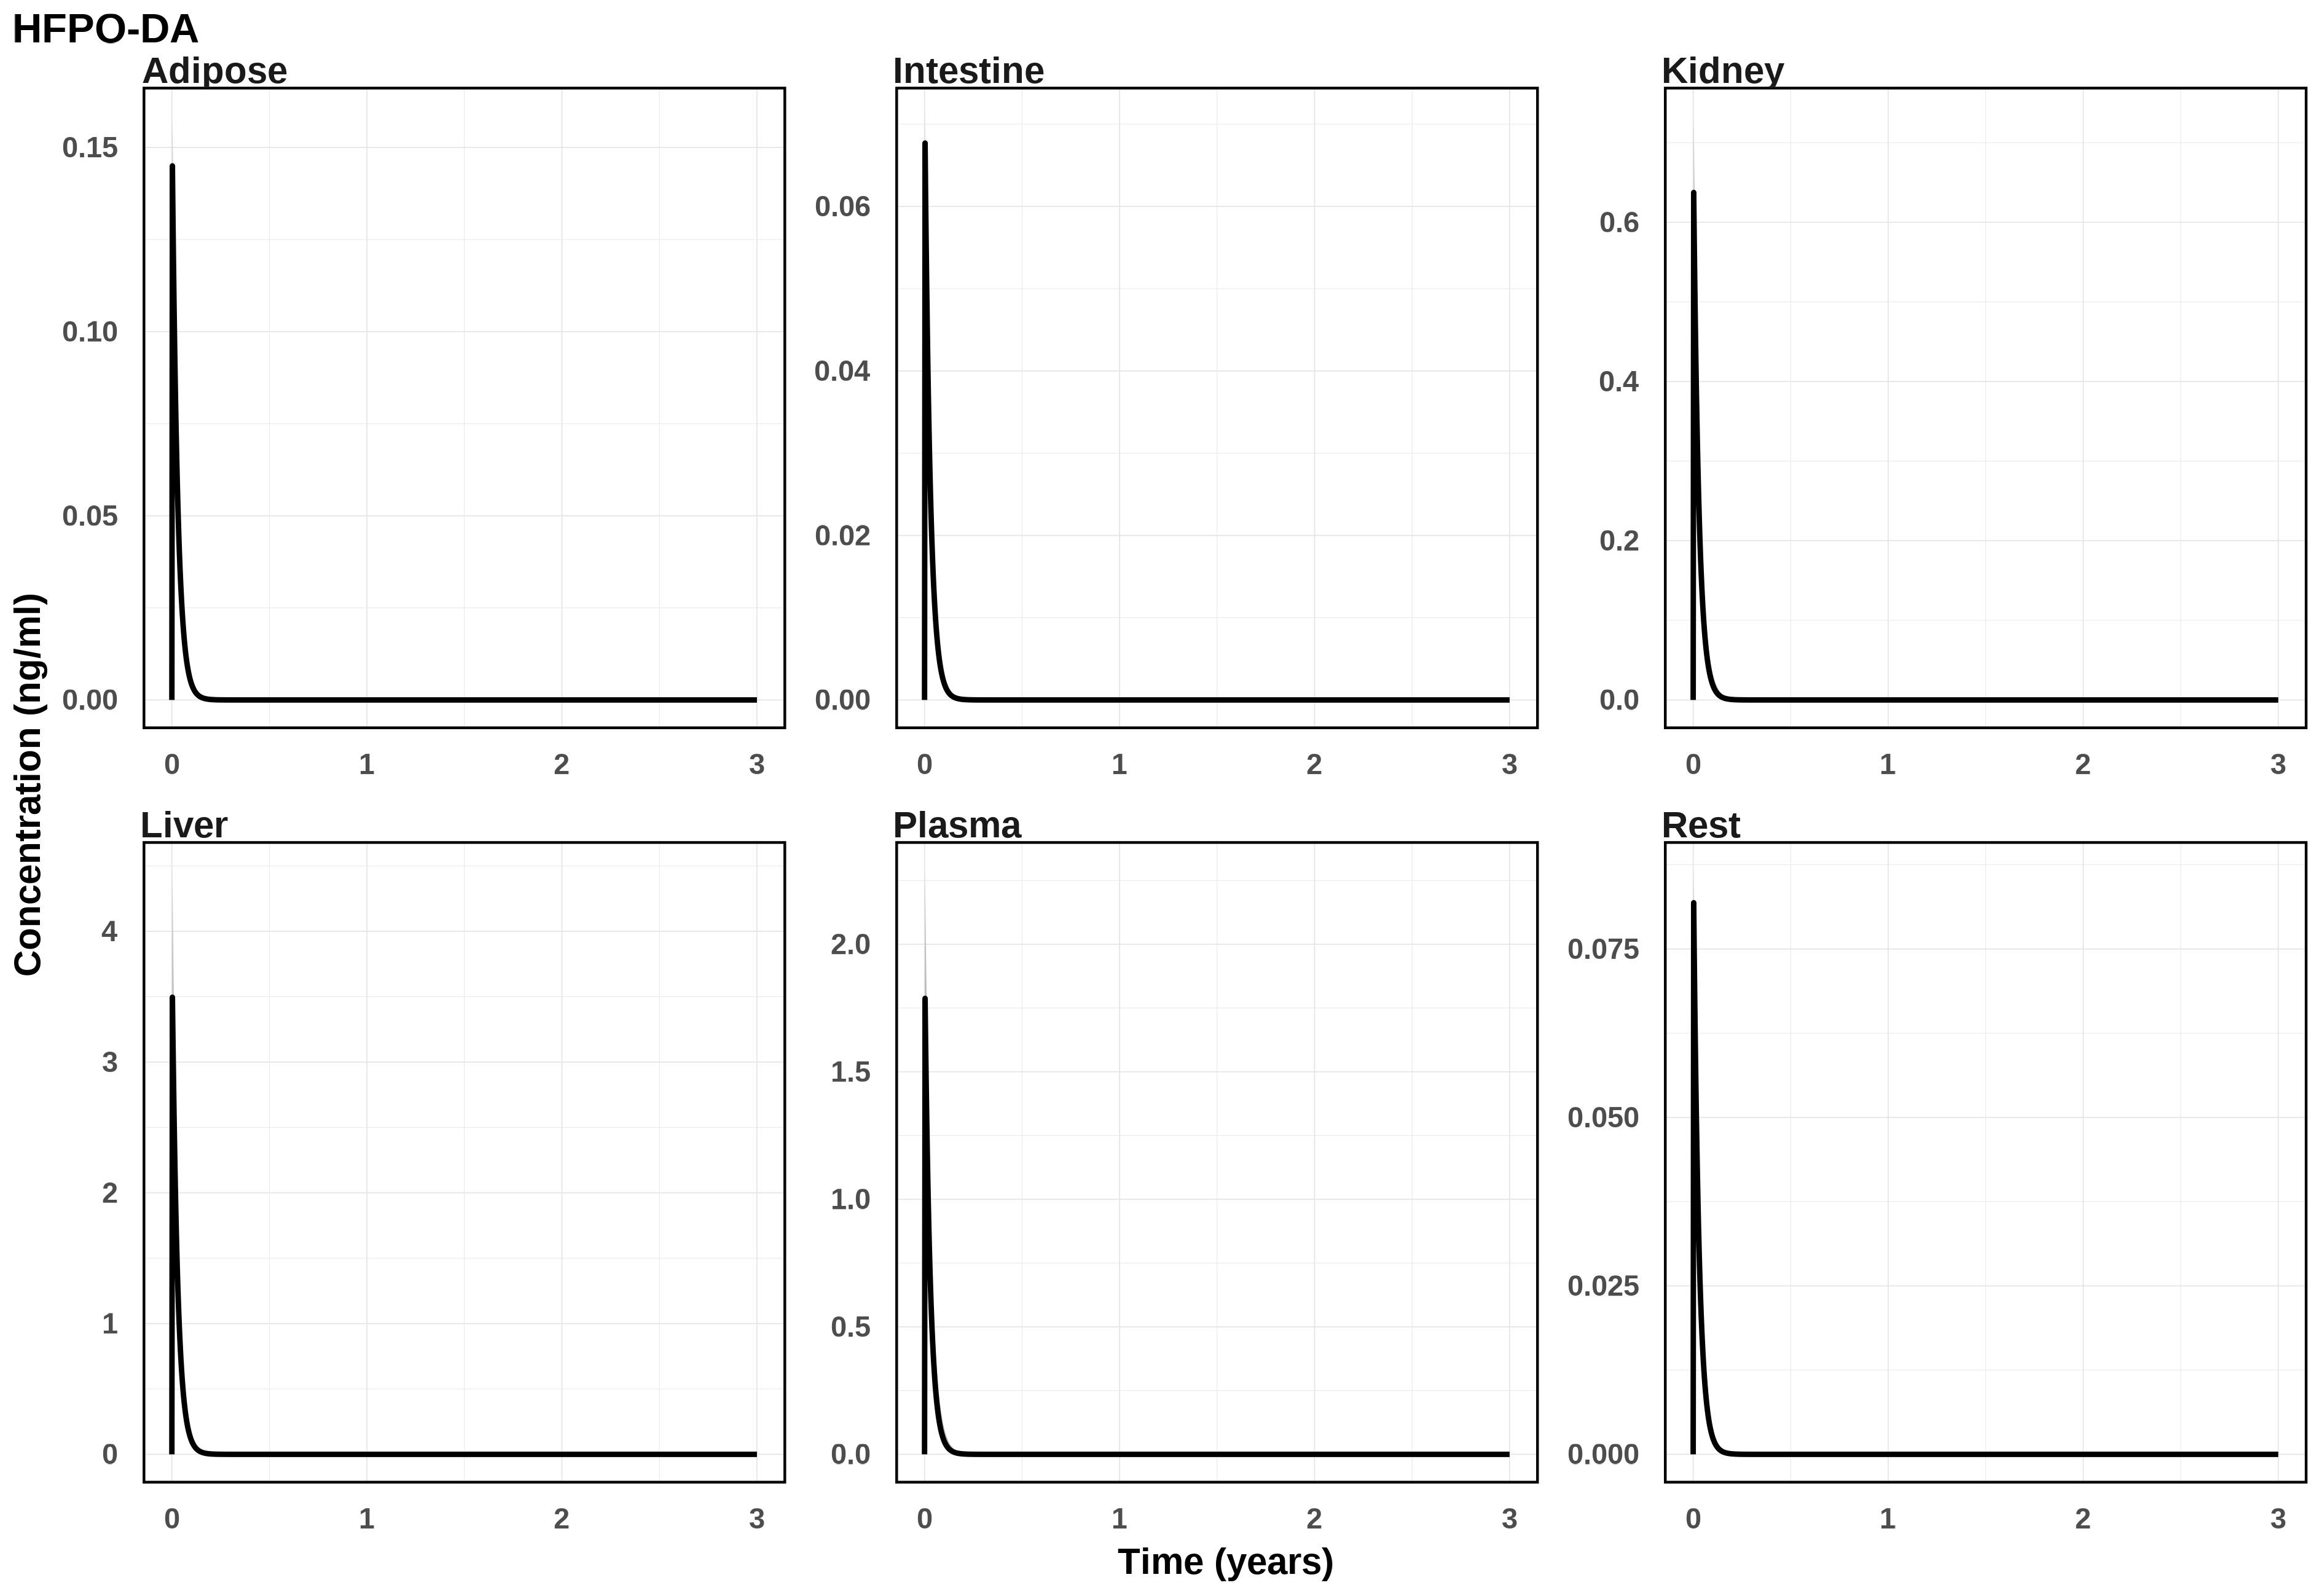 HFPO-DA
Adipose Intestine Kidney
0.15
0.10
0.05
0.00
0 1 2 3
0.06
0.04
0.02
0.00
0 1 2 3
0.6
0.4
0.2
0.0
0 1 2 3
Concentration (ng/ml)
Liver Plasma Rest
4
3
2
1
0
0 1 2 3
2.0
1.5
1.0
0.5
0.0
0 1 2 3
0.075
0.050
0.025
0.000
0 1 2 3
Time (years)